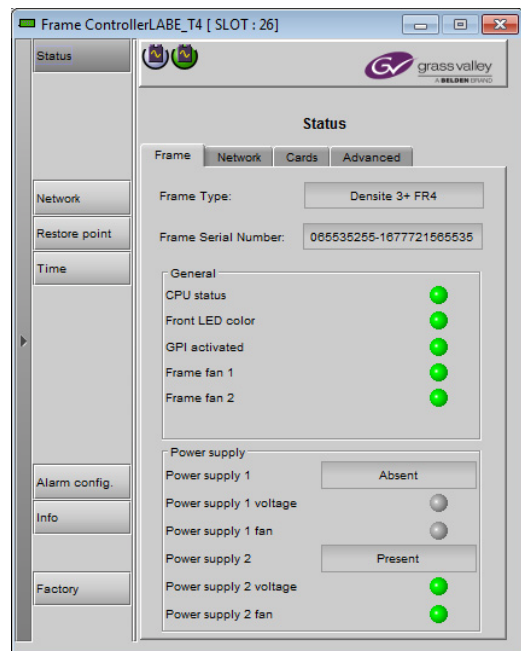 Frame ControllerLABE_T4 [ SLOT : 26]
Status
grass valley
A BELDEN BRAND
Status
Frame Network Cards Advanced
Network
Restore point
Time
Alarm config.
Info
Factory
Frame Type: Densite 3+ FR4
Frame Serial Number: 065535255-1677721565535
General
CPU status
Front LED color
GPI activated
Frame fan 1
Frame fan 2
Power supply
Power supply 1 Absent
Power supply 1 voltage
Power supply 1 fan
Power supply 2 Present
Power supply 2 voltage
Power supply 2 fan